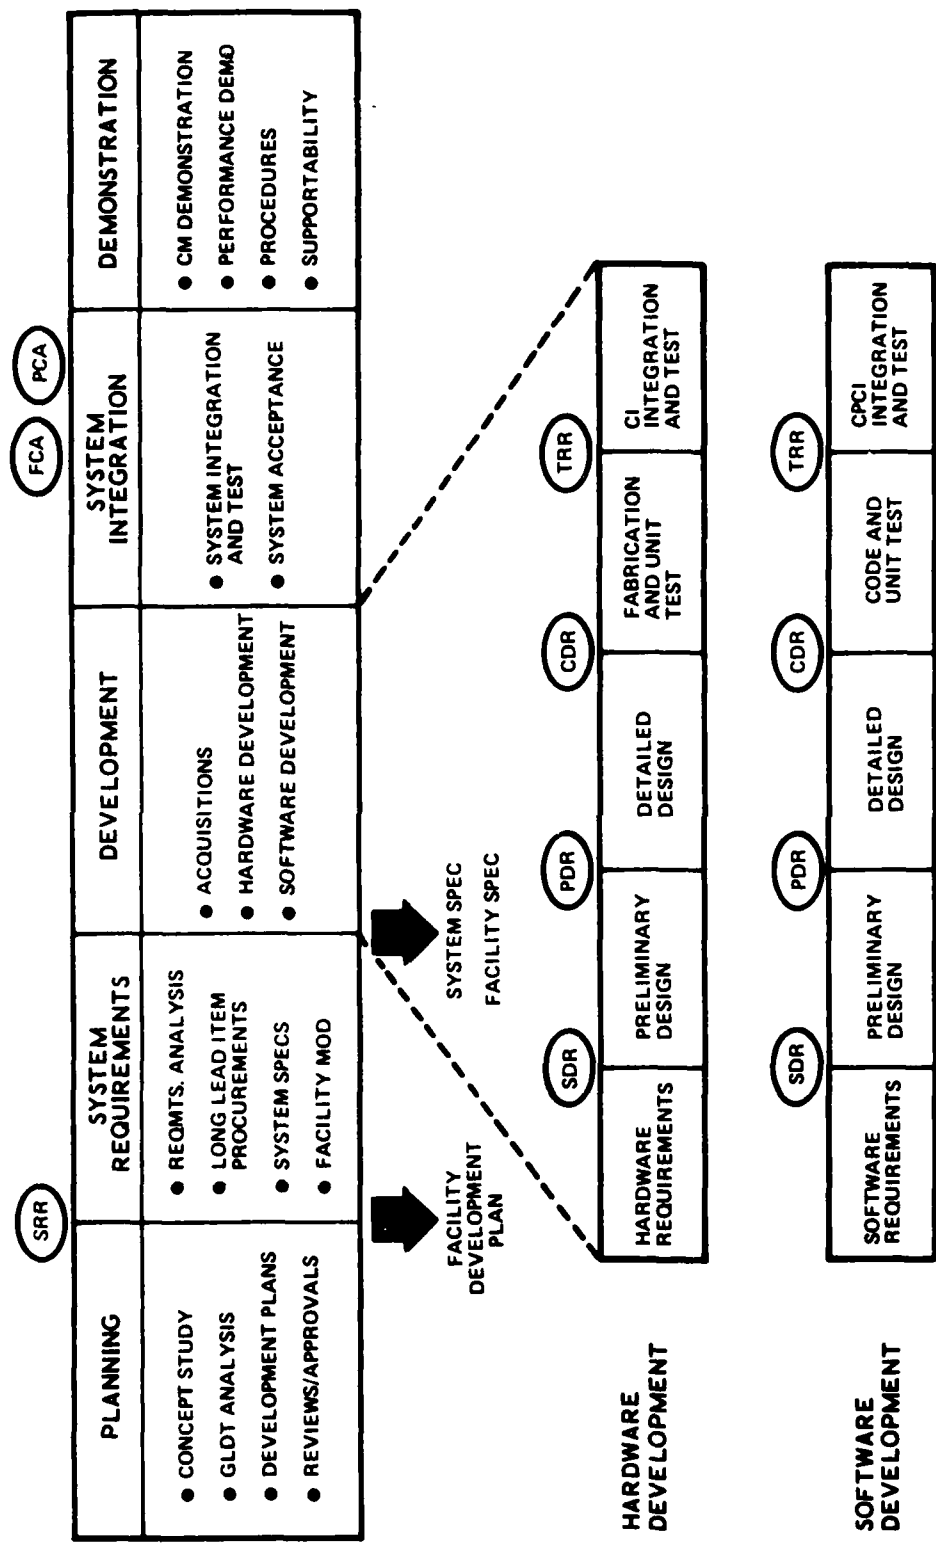 SRR
FCA
PCA
PLANNING
SYSTEM
REQUIREMENTS
DEVELOPMENT
SYSTEM
INTEGRATION
DEMONSTRATION
● CONCEPT STUDY
● GLDT ANALYSIS
● DEVELOPMENT PLANS
● REVIEWS/APPROVALS
● REQMTS. ANALYSIS
● LONG LEAD ITEM
PROCUREMENTS
● SYSTEM SPECS
● FACILITY MOD
● ACQUISITIONS
● HARDWARE DEVELOPMENT
● SOFTWARE DEVELOPMENT
● SYSTEM INTEGRATION
AND TEST
● SYSTEM ACCEPTANCE
● CM DEMONSTRATION
● PERFORMANCE DEMO
● PROCEDURES
● SUPPORTABILITY
FACILITY
DEVELOPMENT
PLAN
SYSTEM SPEC
FACILITY SPEC
HARDWARE
DEVELOPMENT
SDR
PDR
CDR
TRR
HARDWARE
REQUIREMENTS
PRELIMINARY
DESIGN
DETAILED
DESIGN
FABRICATION
AND UNIT
TEST
CI
INTEGRATION
AND TEST
SOFTWARE
DEVELOPMENT
SDR
PDR
CDR
TRR
SOFTWARE
REQUIREMENTS
PRELIMINARY
DESIGN
DETAILED
DESIGN
CODE AND
UNIT TEST
CPCI
INTEGRATION
AND TEST